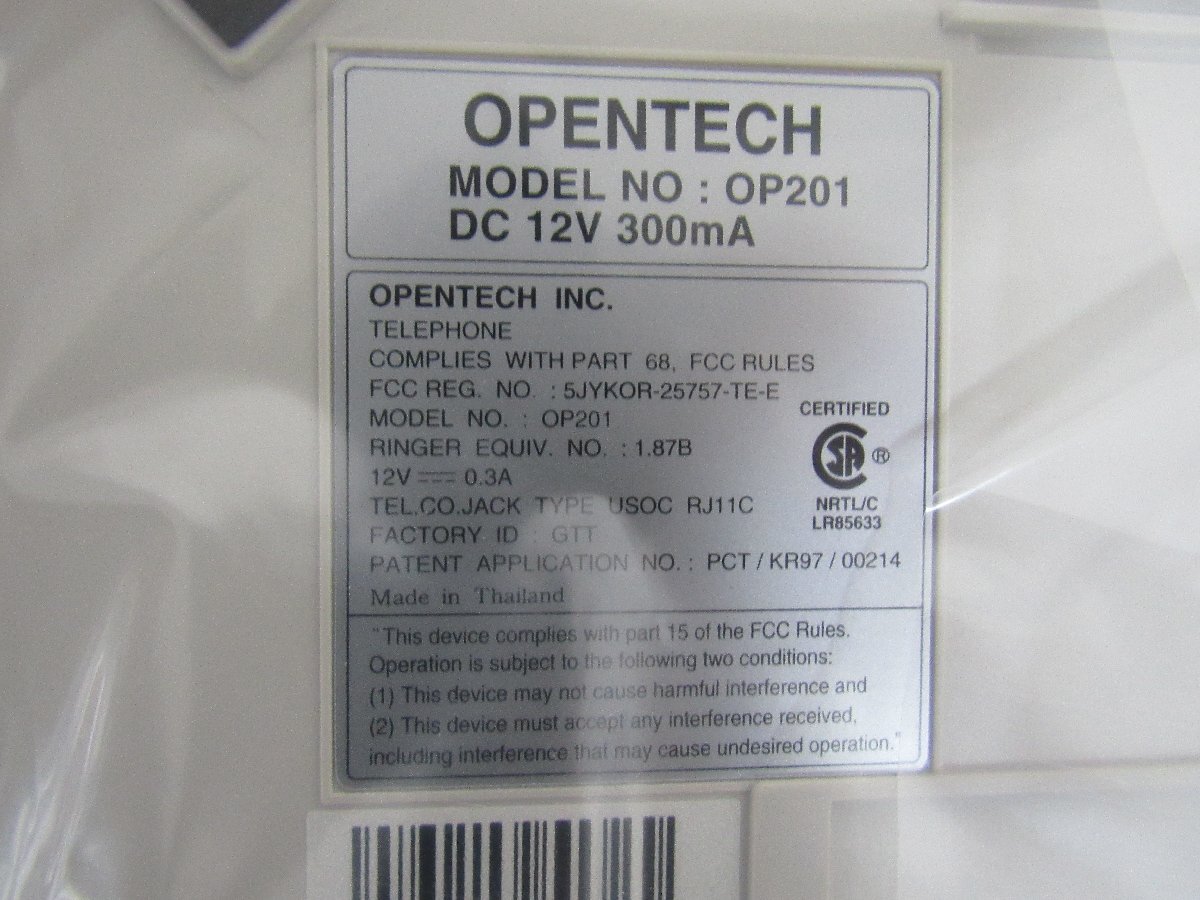 OPENTECH
MODEL NO : OP201
DC 12V 300mA
OPENTECH INC.
TELEPHONE
COMPLIES WITH PART 68, FCC RULES
FCC REG. NO. : 5JYKOR-25757-TE-E
MODEL NO. : OP201
RINGER EQUIV. NO. : 1.87B
12V ⎓ 0.3A
TEL.CO.JACK TYPE USOC RJ11C
FACTORY ID : GTT
PATENT APPLICATION NO. : PCT / KR97 / 00214
Made in Thailand
CERTIFIED
SA ®
NRTL/C
LR85633
"This device complies with part 15 of the FCC Rules.
Operation is subject to the following two conditions:
(1) This device may not cause harmful interference and
(2) This device must accept any interference received,
including interference that may cause undesired operation."